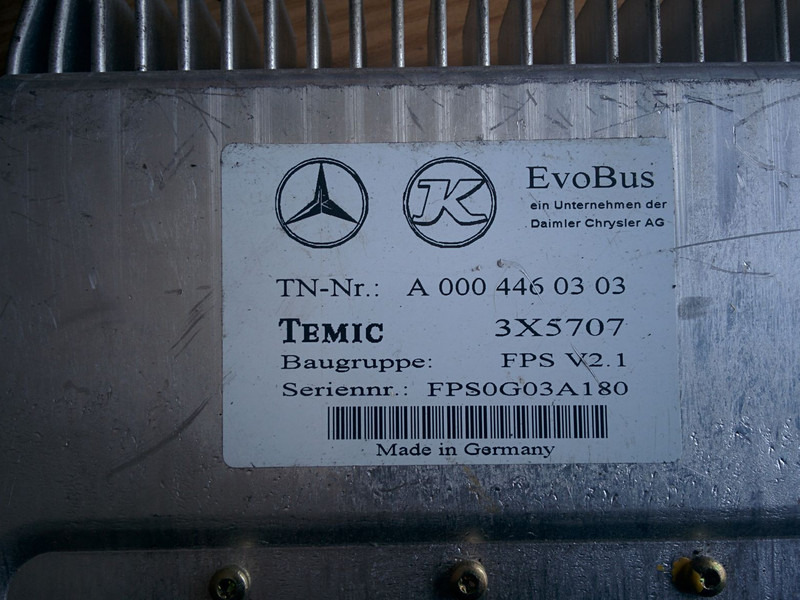 K
EvoBus
ein Unternehmen der
Daimler Chrysler AG
TN-Nr.: A 000 446 03 03
TEMIC 3X5707
Baugruppe: FPS V2.1
Seriennr.: FPS0G03A180
Made in Germany